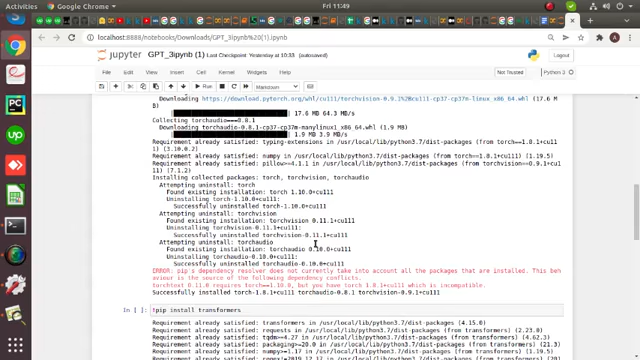 Activities
Google Chrome
Fri 11:49
localhost:8888/notebooks/Downloads/GPT_3ipynb%20(1).ipynb
jupyter GPT_3ipynb (1) Last Checkpoint: Yesterday at 10:33 (autosaved)
Logout
File Edit View Insert Cell Kernel Widgets Help
Not Trusted
Python 3
Run
Markdown
Downloading https://download.pytorch.org/whl/cu111/torchvision-0.9.1%2Bcu111-cp37-cp37m-linux_x86_64.whl (17.6 M
B)
17.6 MB 64.3 MB/s
Collecting torchaudio===0.8.1
Downloading torchaudio-0.8.1-cp37-cp37m-manylinux1_x86_64.whl (1.9 MB)
1.9 MB 3.9 MB/s
Requirement already satisfied: typing-extensions in /usr/local/lib/python3.7/dist-packages (from torch==1.8.1+cu111)
(3.10.0.2)
Requirement already satisfied: numpy in /usr/local/lib/python3.7/dist-packages (from torch==1.8.1+cu111) (1.19.5)
Requirement already satisfied: pillow>=4.1.1 in /usr/local/lib/python3.7/dist-packages (from torchvision==0.9.1+cu11
1) (7.1.2)
Installing collected packages: torch, torchvision, torchaudio
Attempting uninstall: torch
Found existing installation: torch 1.10.0+cu111
Uninstalling torch-1.10.0+cu111:
Successfully uninstalled torch-1.10.0+cu111
Attempting uninstall: torchvision
Found existing installation: torchvision 0.11.1+cu111
Uninstalling torchvision-0.11.1+cu111:
Successfully uninstalled torchvision-0.11.1+cu111
Attempting uninstall: torchaudio
Found existing installation: torchaudio 0.10.0+cu111
Uninstalling torchaudio-0.10.0+cu111:
Successfully uninstalled torchaudio-0.10.0+cu111
ERROR: pip's dependency resolver does not currently take into account all the packages that are installed. This beh
aviour is the source of the following dependency conflicts.
torchtext 0.11.0 requires torch==1.10.0, but you have torch 1.8.1+cu111 which is incompatible.
Successfully installed torch-1.8.1+cu111 torchaudio-0.8.1 torchvision-0.9.1+cu111
In [ ]: !pip install transformers
Requirement already satisfied: transformers in /usr/local/lib/python3.7/dist-packages (4.15.0)
Requirement already satisfied: requests in /usr/local/lib/python3.7/dist-packages (from transformers) (2.23.0)
Requirement already satisfied: tqdm>=4.27 in /usr/local/lib/python3.7/dist-packages (from transformers) (4.62.3)
Requirement already satisfied: packaging>=20.0 in /usr/local/lib/python3.7/dist-packages (from transformers) (21.3)
Requirement already satisfied: numpy>=1.17 in /usr/local/lib/python3.7/dist-packages (from transformers) (1.19.5)